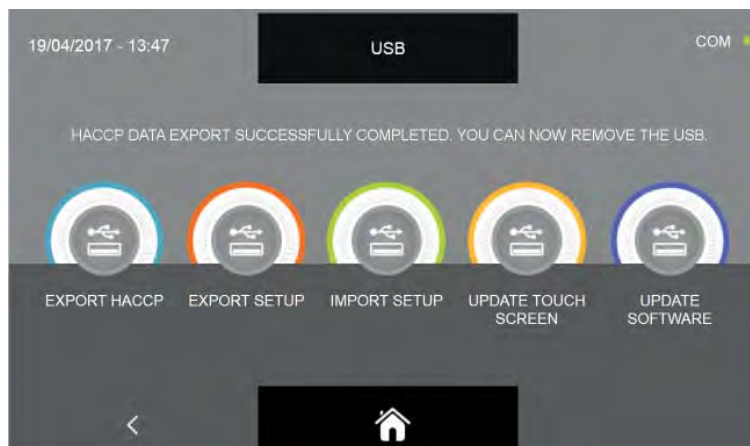 19/04/2017 - 13:47
USB
COM
HACCP DATA EXPORT SUCCESSFULLY COMPLETED. YOU CAN NOW REMOVE THE USB.
EXPORT HACCP
EXPORT SETUP
IMPORT SETUP
UPDATE TOUCH
SCREEN
UPDATE
SOFTWARE